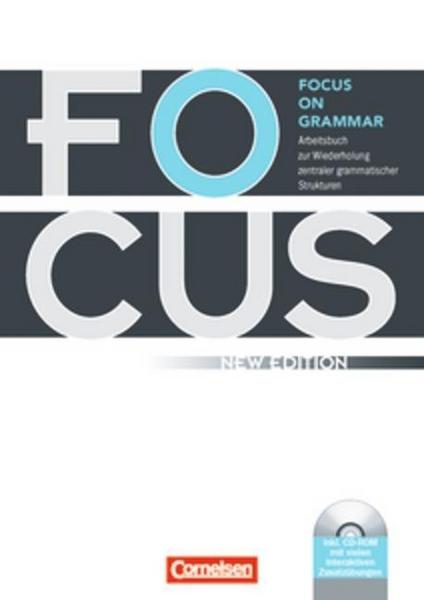 FO
CUS
FOCUS
ON
GRAMMAR
Arbeitsbuch
zur Wiederholung
zentraler grammatischer
Strukturen
NEW EDITION
inkl. CD-ROM
mit vielen
interaktiven
Zusatzübungen
Cornelsen